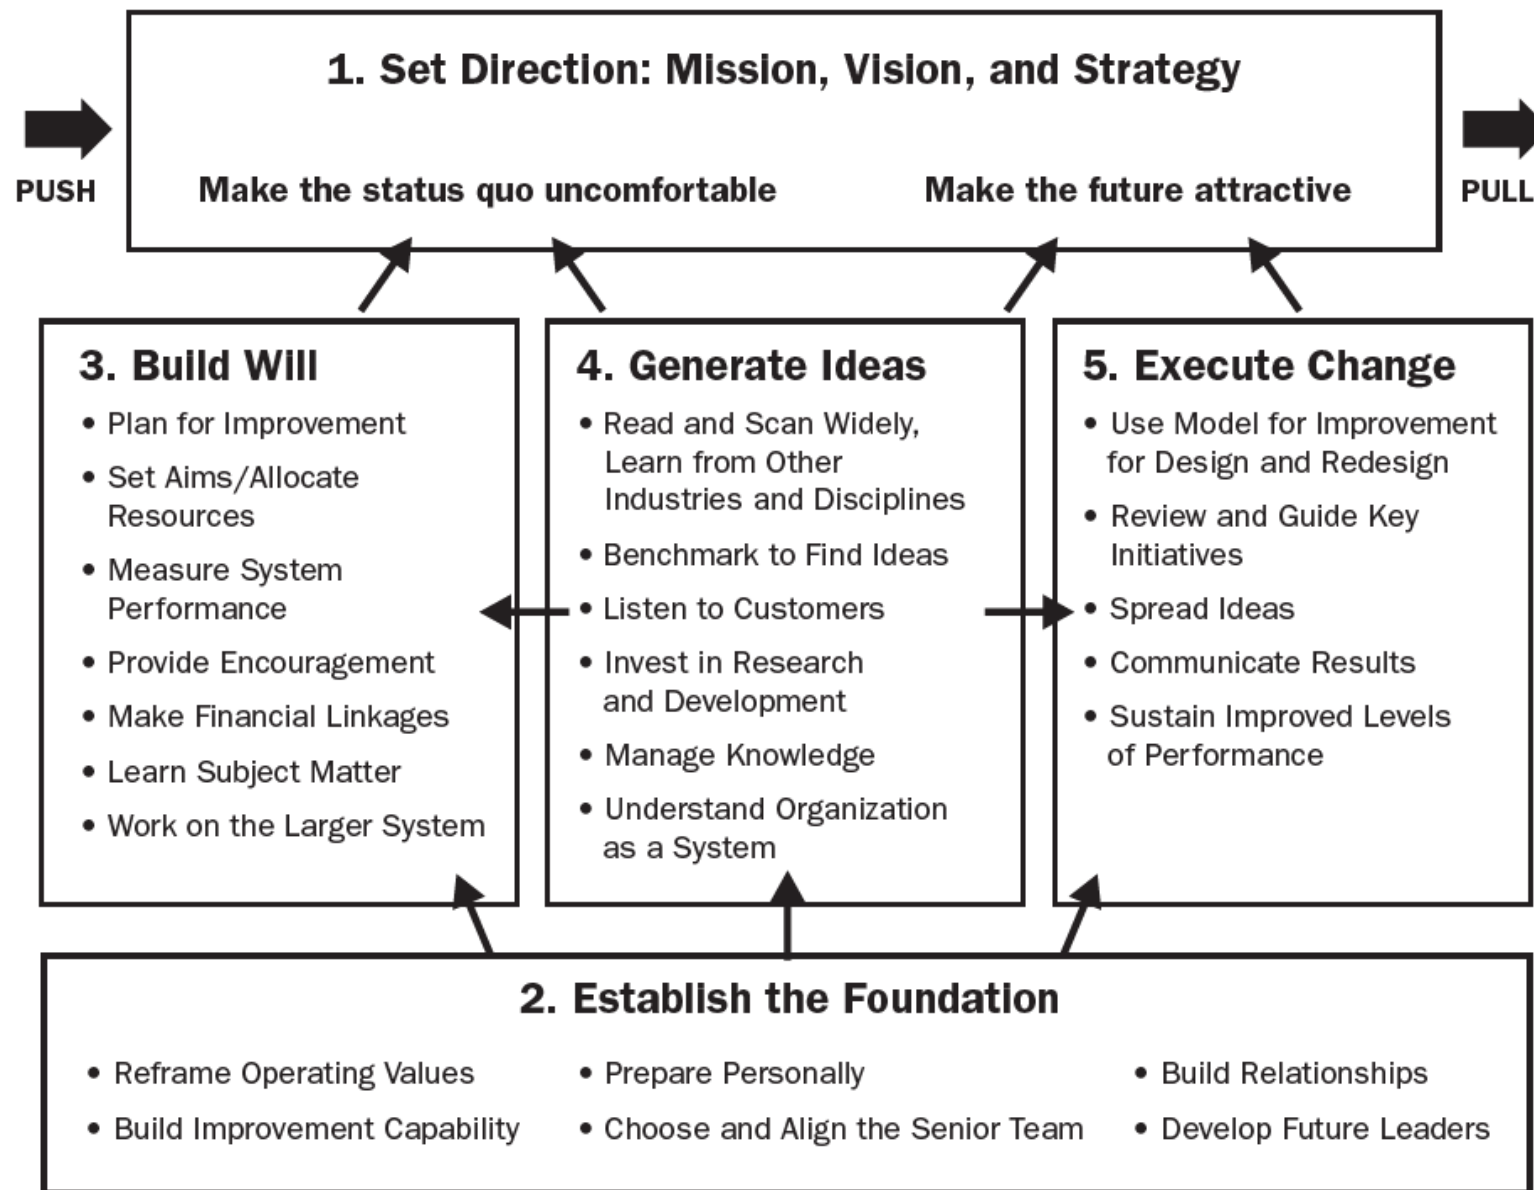 1. Set Direction: Mission, Vision, and Strategy
PUSH
Make the status quo uncomfortable
Make the future attractive
PULL
3. Build Will
• Plan for Improvement
• Set Aims/Allocate
Resources
• Measure System
Performance
• Provide Encouragement
• Make Financial Linkages
• Learn Subject Matter
• Work on the Larger System
4. Generate Ideas
• Read and Scan Widely,
Learn from Other
Industries and Disciplines
• Benchmark to Find Ideas
• Listen to Customers
• Invest in Research
and Development
• Manage Knowledge
• Understand Organization
as a System
5. Execute Change
• Use Model for Improvement
for Design and Redesign
• Review and Guide Key
Initiatives
• Spread Ideas
• Communicate Results
• Sustain Improved Levels
of Performance
2. Establish the Foundation
• Reframe Operating Values
• Build Improvement Capability
• Prepare Personally
• Choose and Align the Senior Team
• Build Relationships
• Develop Future Leaders